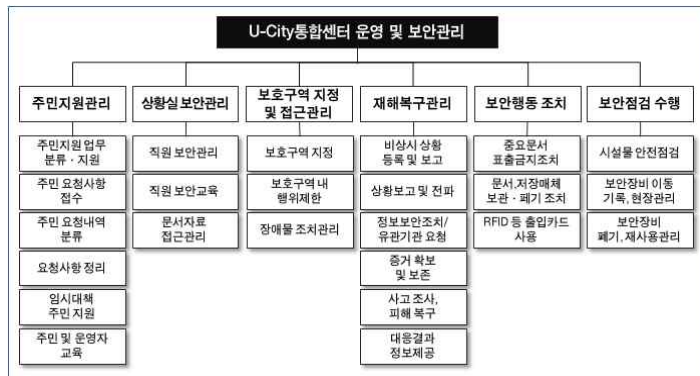 U-City통합센터 운영 및 보안관리
주민지원관리
주민지원 업무
분류 · 지원
주민 요청사항
접수
주민 요청내역
분류
요청사항 정리
임시대책
주민 지원
주민 및 운영자
교육
상황실 보안관리
직원 보안관리
직원 보안교육
문서자료
접근관리
보호구역 지정
및 접근관리
보호구역 지정
보호구역 내
행위제한
장애물 조치관리
재해복구관리
비상시 상황
등록 및 보고
상황보고 및 전파
정보보안조치/
유관기관 요청
증거 확보
및 보존
사고 조사,
피해 복구
대응결과
정보제공
보안행동 조치
중요문서
표출금지조치
문서,저장매체
보관 · 폐기 조치
RFID 등 출입카드
사용
보안점검 수행
시설물 안전점검
보안장비 이동
기록, 현장관리
보안장비
폐기, 재사용관리